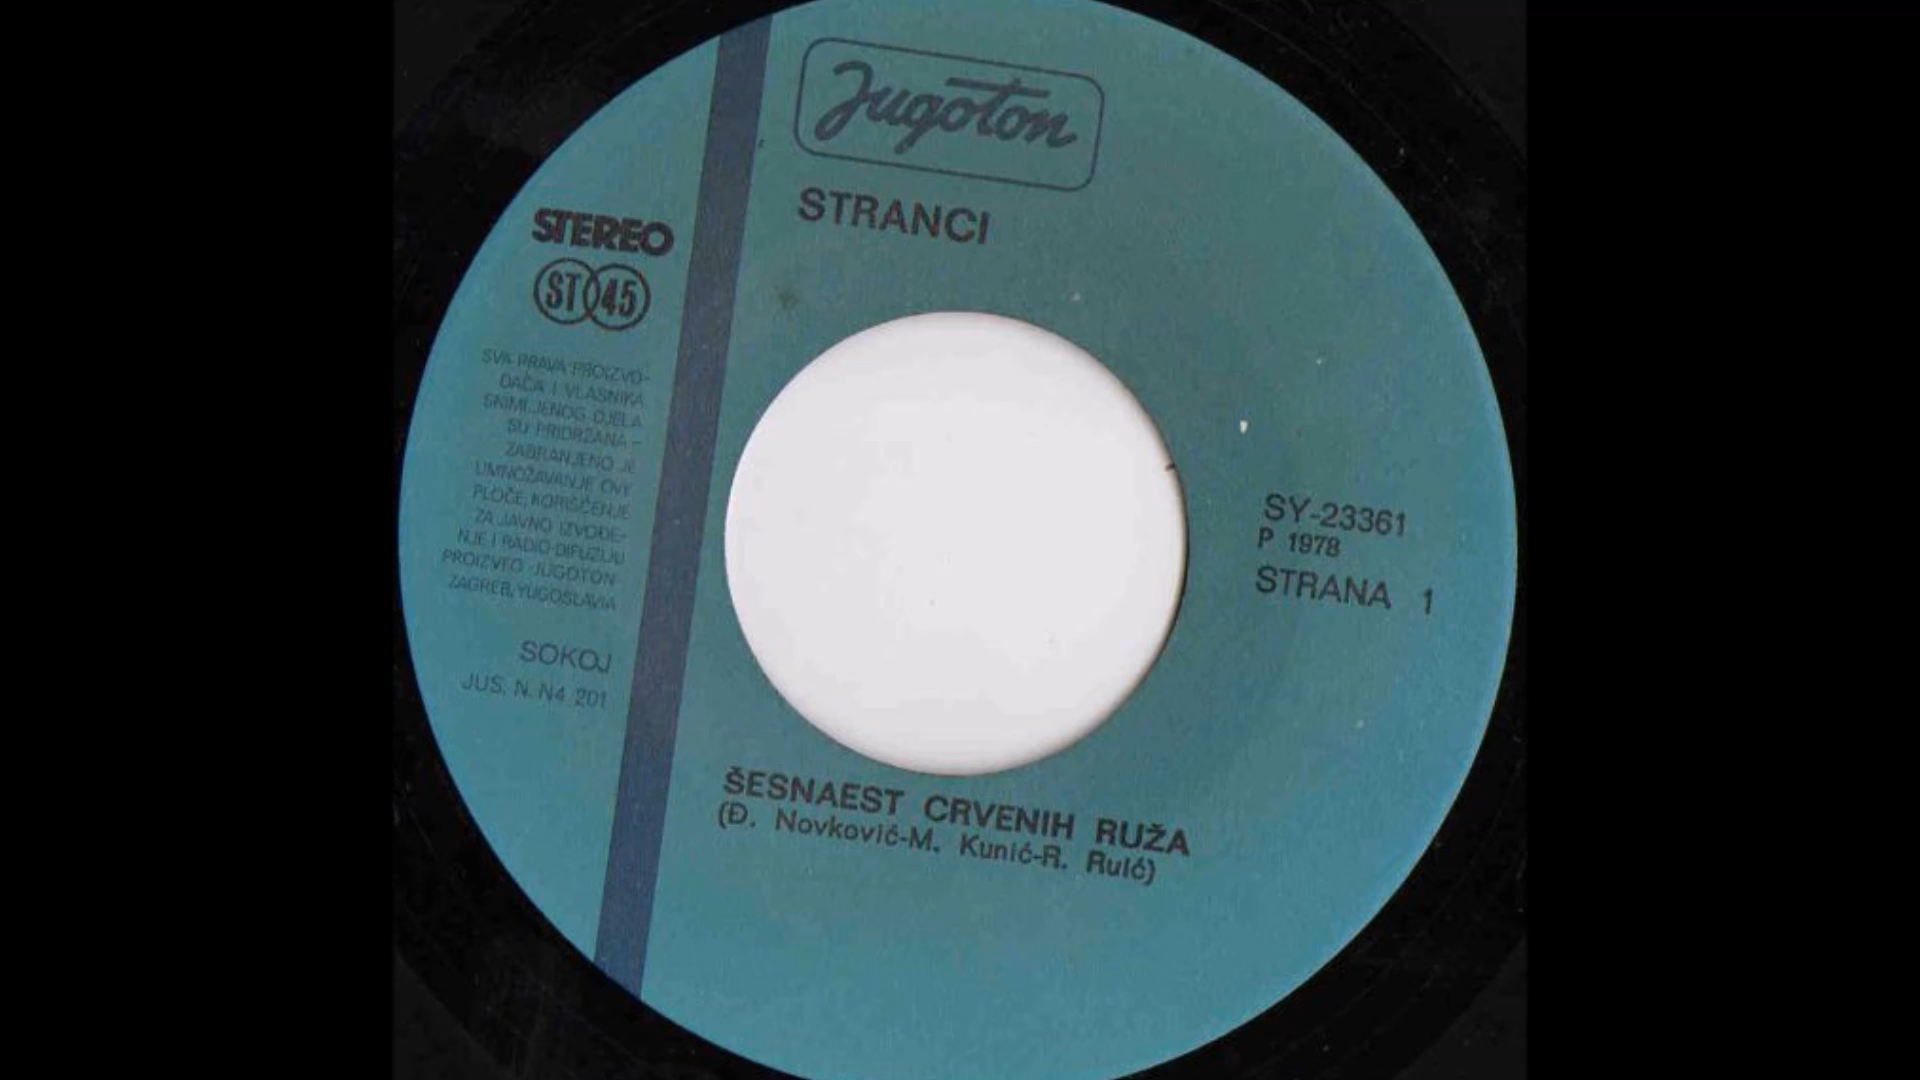 Jugoton
STRANCI
STEREO
ST 45
SVA PRAVA PROIZVO-
ĐAČA I VLASNIKA
SNIMLJENOG DJELA
SU PRIDRŽANA -
ZABRANJENO JE
UMNOŽAVANJE OVE
PLOČE, KORIŠĆENJE
ZA JAVNO IZVOĐE-
NJE I RADIO-DIFUZIJU
PROIZVEO JUGOTON
ZAGREB, YUGOSLAVIA
SOKOJ
JUS. N. N4 201
SY-23361
P 1978
STRANA 1
ŠESNAEST CRVENIH RUŽA
(Đ. Novković-M. Kunić-R. Ruić)